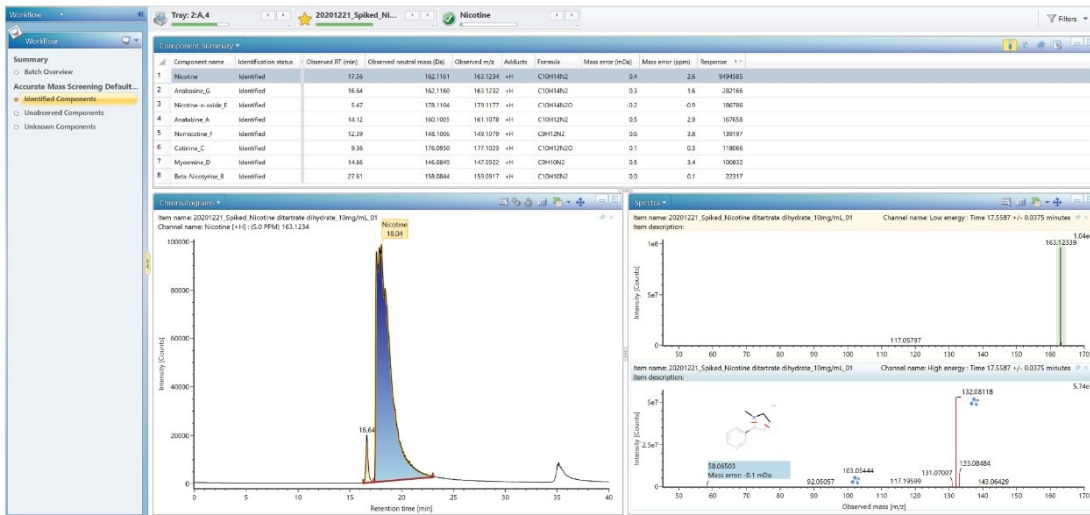 Workflow
Tray: 2:A,4
20201221_Spiked_Ni...
Nicotine
Filters
Workflow
Summary
Batch Overview
Accurate Mass Screening Default...
Identified Components
Unobserved Components
Unknown Components
Component Summary
Component name Identification status Observed RT (min) Observed neutral mass (Da) Observed m/z Adducts Formula Mass error (mDa) Mass error (ppm) Response
1 Nicotine Identified 17.56 162.1161 163.1234 +H C10H14N2 0.4 2.6 9494585
2 Anabasine_G Identified 16.64 162.1160 163.1232 +H C10H14N2 0.3 1.6 282166
3 Nicotine-n-oxide_E Identified 5.47 178.1104 179.1177 +H C10H14N2O -0.2 -0.9 186786
4 Anatabine_A Identified 14.12 160.1005 161.1078 +H C10H12N2 0.5 2.9 167658
5 Nornicotine_F Identified 12.39 148.1006 149.1079 +H C9H12N2 0.6 3.8 139197
6 Cotinine_C Identified 9.36 176.0950 177.1023 +H C10H12N2O 0.1 0.3 118066
7 Myosmine_D Identified 14.66 146.0849 147.0922 +H C9H10N2 0.5 3.4 100832
8 Beta-Nicotyrine_B Identified 27.61 158.0844 159.0917 +H C10H10N2 0.0 0.1 22317
Chromatograms
Item name: 20201221_Spiked_Nicotine ditartrate dihydrate_10mg/mL_01
Channel name: Nicotine [+H] : (5.0 PPM) 163.1234
Nicotine
18.04
100000
80000
60000
40000
20000
0
16.64
Intensity [Counts]
0 5 10 15 20 25 30 35 40
Retention time [min]
Spectra
Item name: 20201221_Spiked_Nicotine ditartrate dihydrate_10mg/mL_01 Channel name: Low energy : Time 17.5587 +/- 0.0375 minutes
Item description:
1.04e
163.12339
1e8
5e7
0
117.05797
Intensity [Counts]
50 60 70 80 90 100 110 120 130 140 150 160 170
Item name: 20201221_Spiked_Nicotine ditartrate dihydrate_10mg/mL_01 Channel name: High energy : Time 17.5587 +/- 0.0375 minutes
Item description:
5.74e
132.08118
5e7
2.5e7
0
N
58.06503
Mass error: -0.1 mDa
92.05057
103.05444
117.19599
131.07007
133.08484
143.06429
Intensity [Counts]
50 60 70 80 90 100 110 120 130 140 150 160 170
Observed mass [m/z]